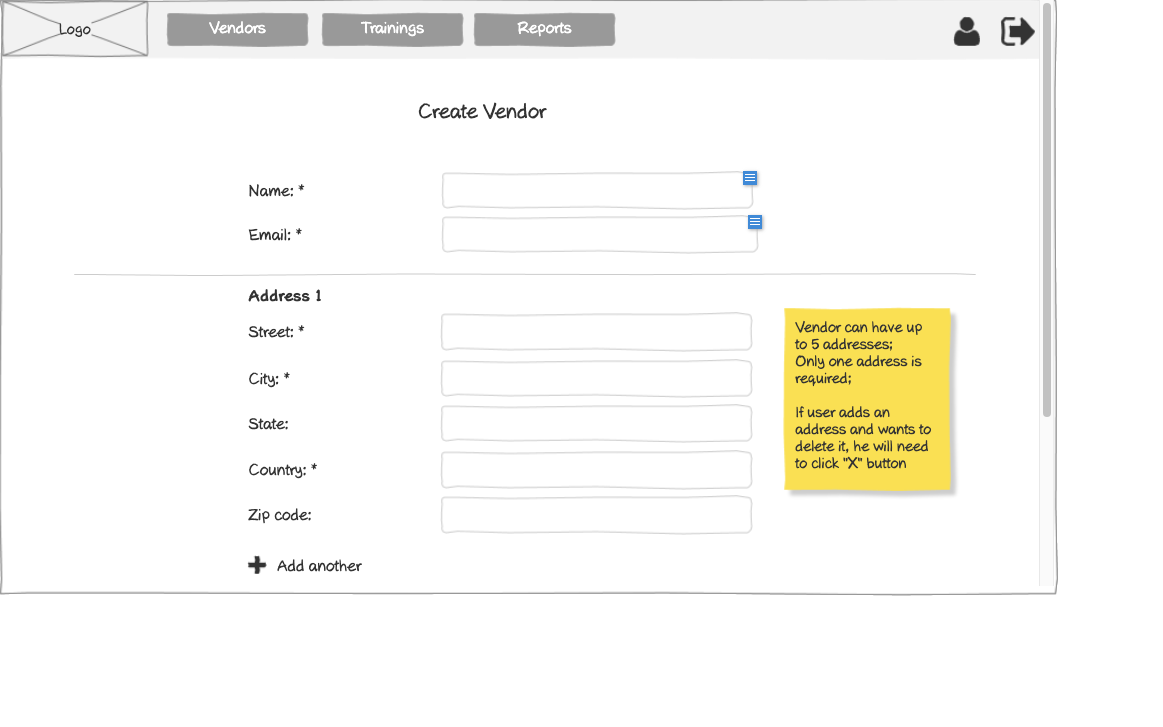 Logo
Vendors
Trainings
Reports
Create Vendor
Name: *
Email: *
Address 1
Street: *
City: *
State:
Country: *
Zip code:
Add another
Vendor can have up
to 5 addresses;
Only one address is
required;
If user adds an
address and wants to
delete it, he will need
to click "X" button